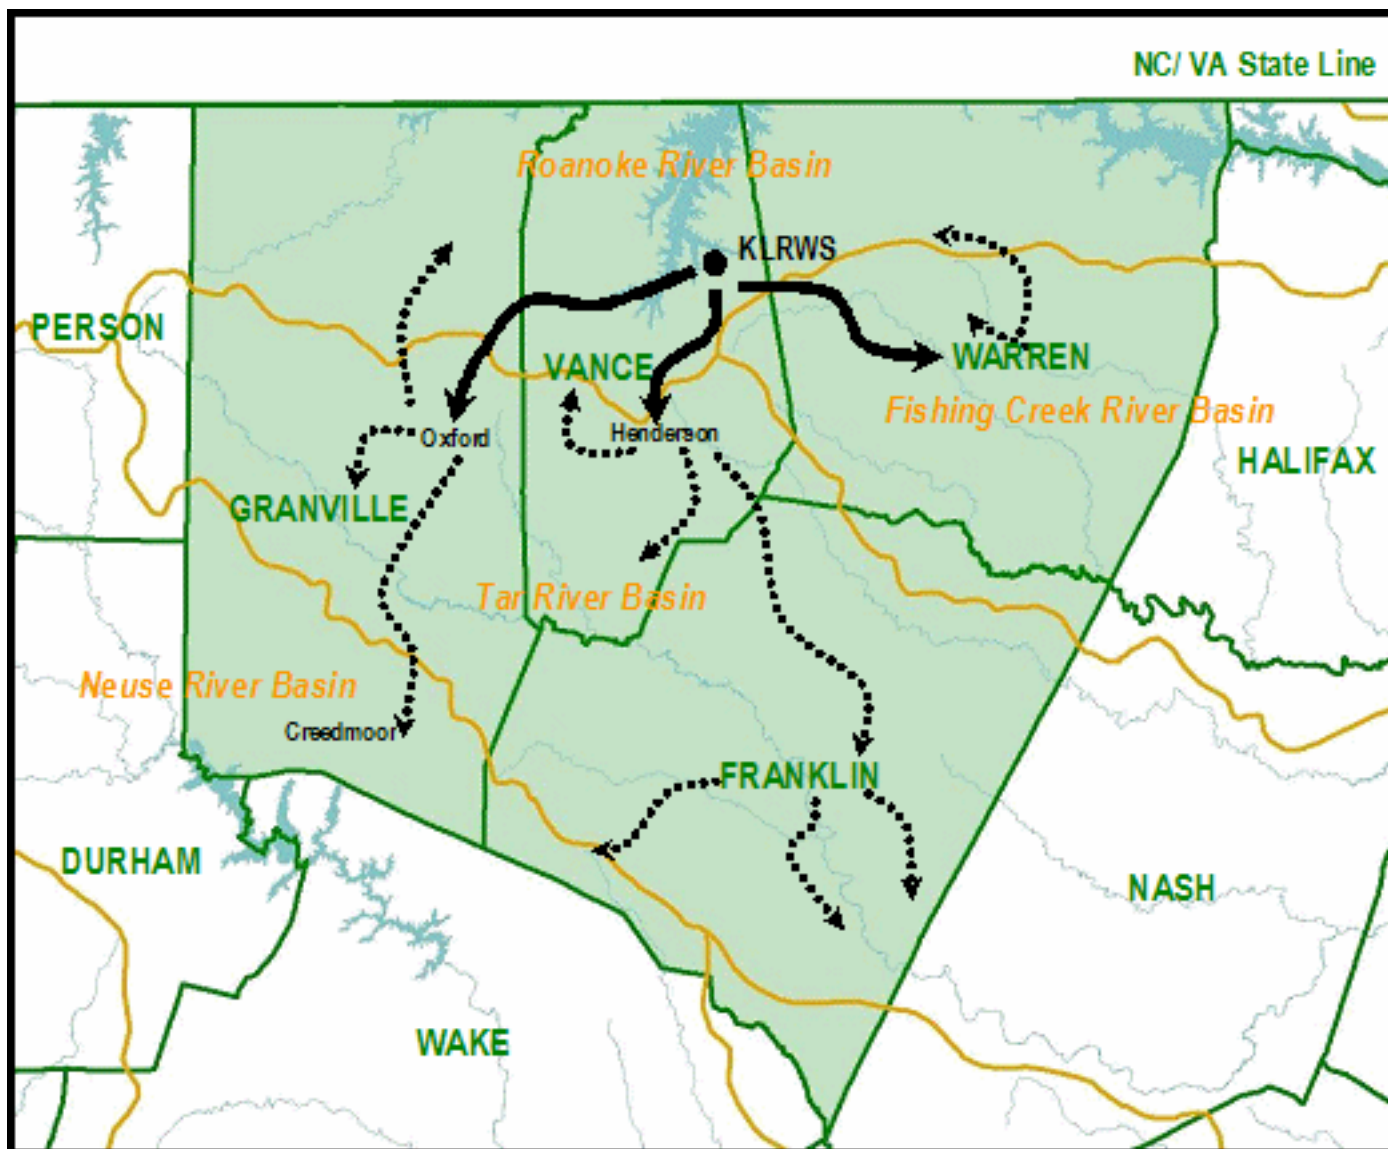 NC/ VA State Line
Roanoke River Basin
KLRWS
PERSON
VANCE
WARREN
Fishing Creek River Basin
Oxford
Henderson
HALIFAX
GRANVILLE
Tar River Basin
Neuse River Basin
Creedmoor
FRANKLIN
DURHAM
NASH
WAKE